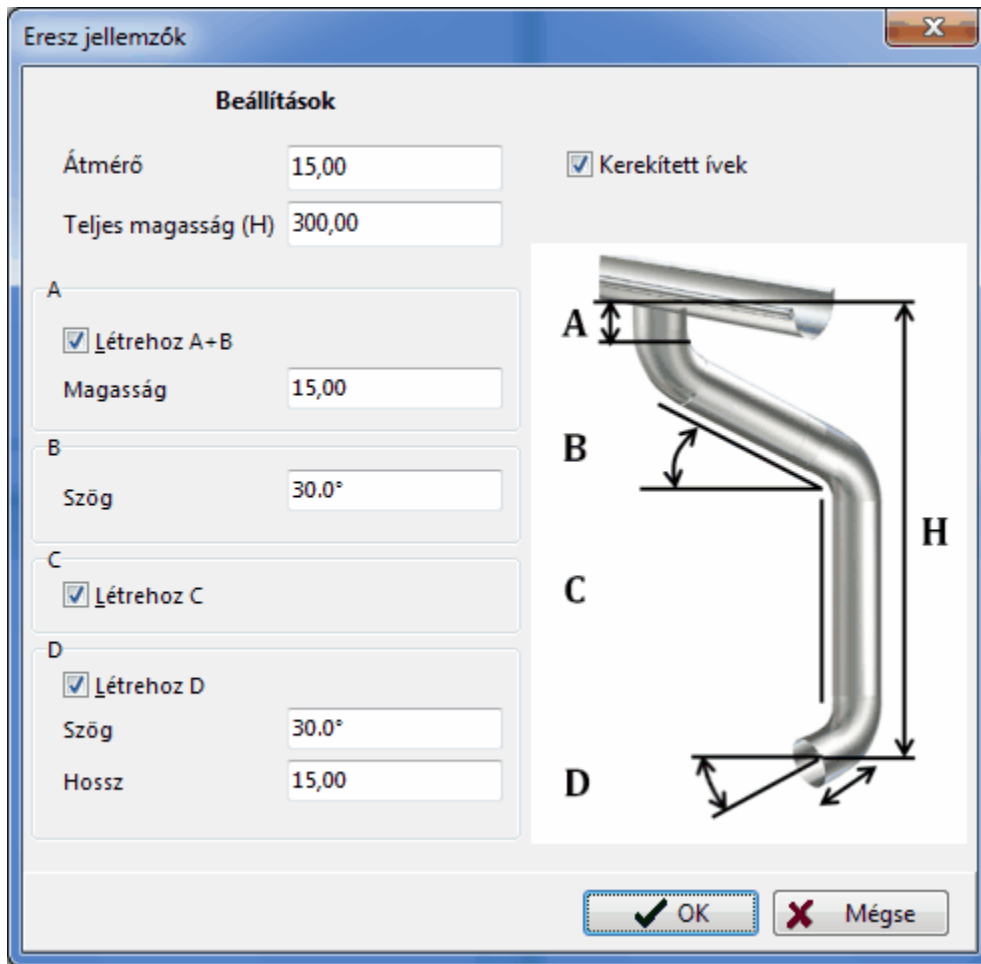 Eresz jellemzők
Beállítások
Átmérő 15,00 Kerekített ívek
Teljes magasság (H) 300,00
A
Létrehoz A+B
Magasság 15,00
B
Szög 30.0°
C
Létrehoz C
D
Létrehoz D
Szög 30.0°
Hossz 15,00
A
B
H
C
D
OK Mégse